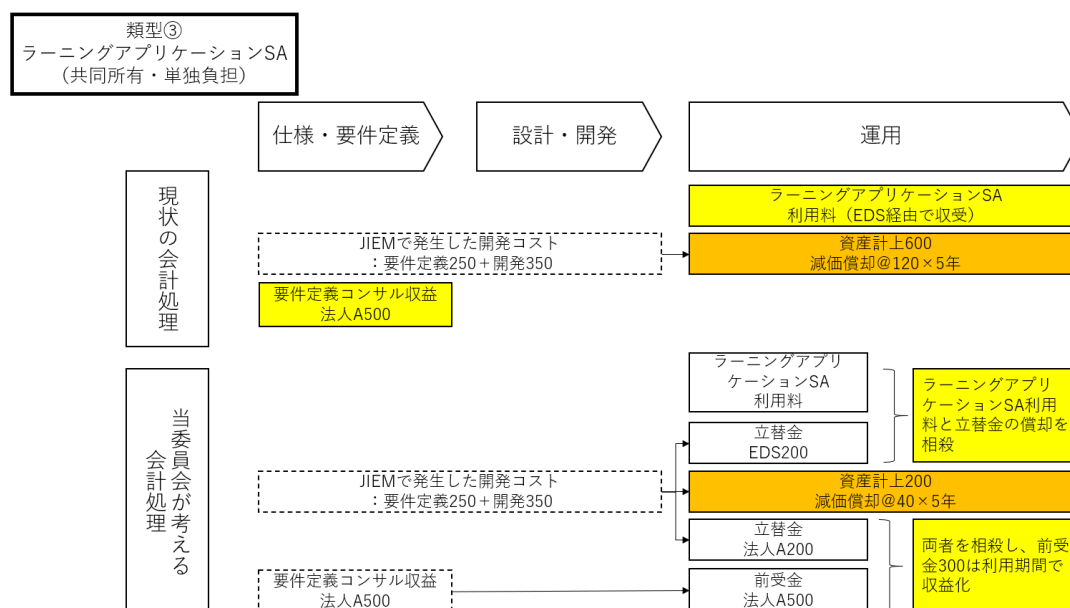 類型③
ラーニングアプリケーションSA
（共同所有・単独負担）
仕様・要件定義
設計・開発
運用
現状の会計処理
ラーニングアプリケーションSA
利用料（EDS経由で収受）
JIEMで発生した開発コスト
：要件定義250＋開発350
資産計上600
減価償却@120×5年
要件定義コンサル収益
法人A500
当委員会が考える
会計処理
ラーニングアプリ
ケーションSA
利用料
立替金
EDS200
ラーニングアプリ
ケーションSA利用
料と立替金の償却を
相殺
JIEMで発生した開発コスト
：要件定義250＋開発350
資産計上200
減価償却@40×5年
立替金
法人A200
要件定義コンサル収益
法人A500
前受金
法人A500
両者を相殺し、前受
金300は利用期間で
収益化